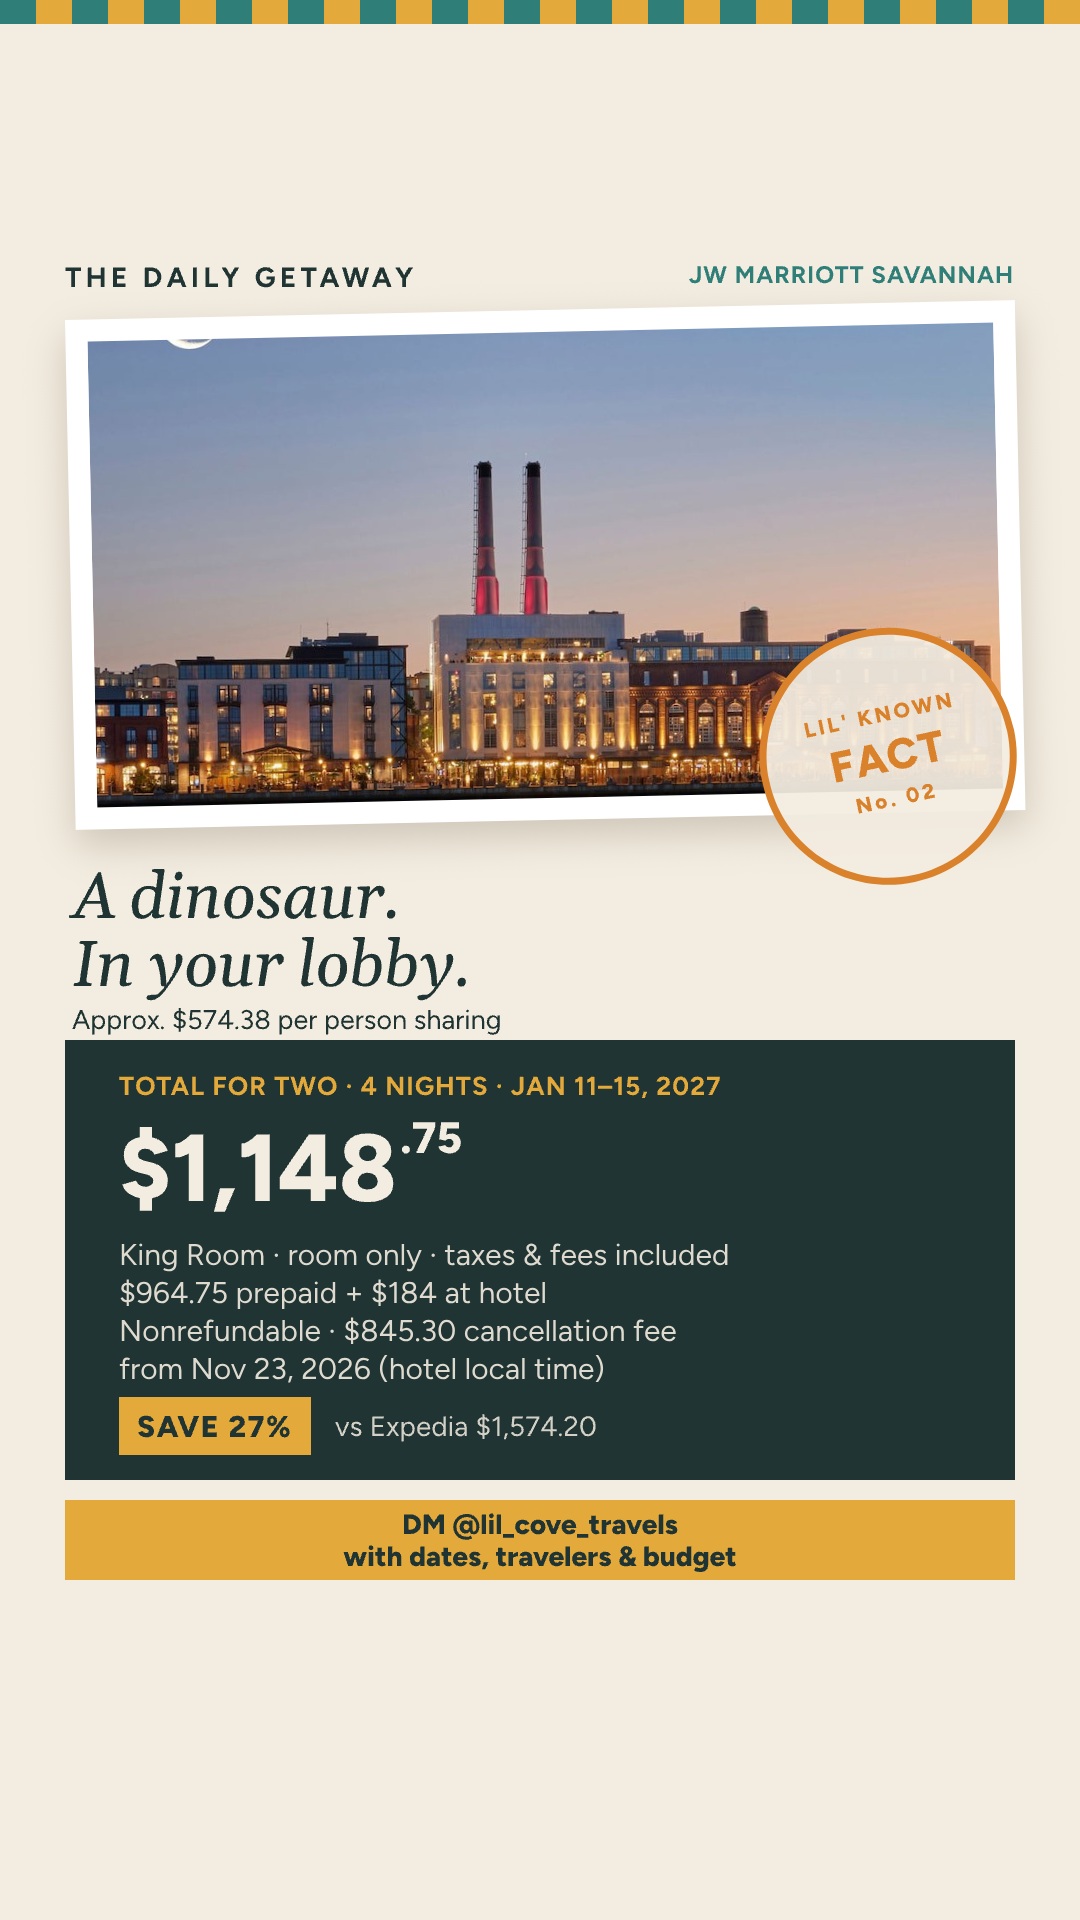 THE DAILY GETAWAY
JW MARRIOTT SAVANNAH
LIL' KNOWN
FACT
No. 02
A dinosaur.
In your lobby.
Approx. $574.38 per person sharing
TOTAL FOR TWO · 4 NIGHTS · JAN 11–15, 2027
$1,148.75
King Room · room only · taxes & fees included
$964.75 prepaid + $184 at hotel
Nonrefundable · $845.30 cancellation fee
from Nov 23, 2026 (hotel local time)
SAVE 27% vs Expedia $1,574.20
DM @lil_cove_travels
with dates, travelers & budget